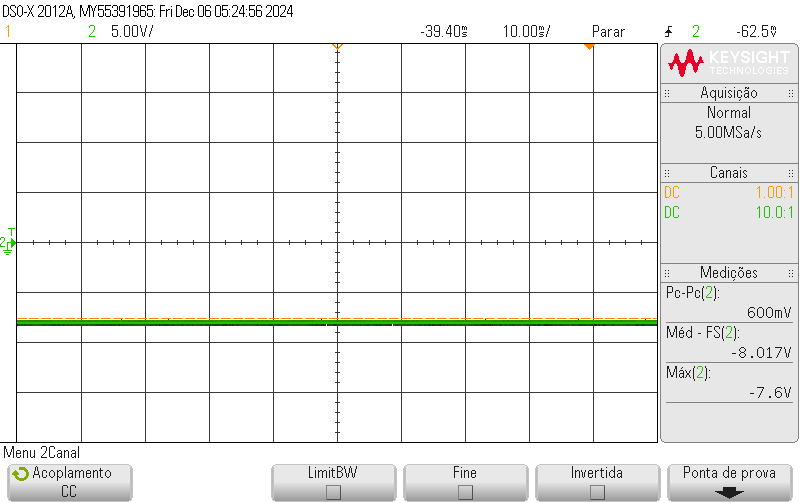 DSO-X 2012A, MY55391965: Fri Dec 06 05:24:56 2024
1 2 5.00V/ -39.40s 10.00s/ Parar 2 -62.5V
KEYSIGHT
TECHNOLOGIES
Aquisição
Normal
5.00MSa/s
Canais
DC 1.00:1
DC 10.0:1
T
2
Medições
Pc-Pc(2):
600mV
Méd - FS(2):
-8.017V
Máx(2):
-7.6V
Menu 2Canal
Acoplamento
CC
LimitBW
Fine
Invertida
Ponta de prova